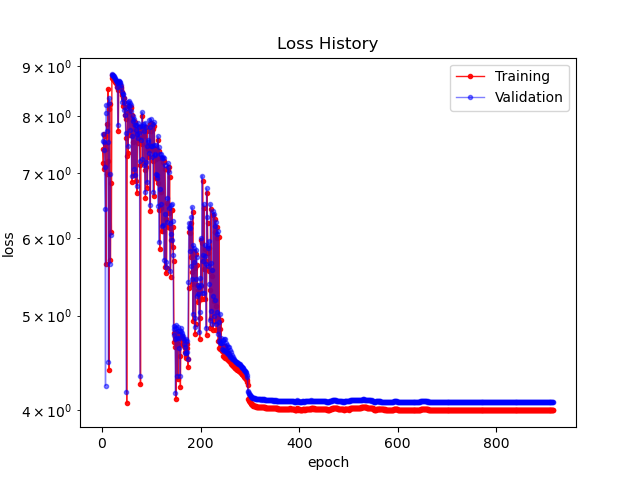 Loss History
Training
Validation
9 × 10⁰
8 × 10⁰
7 × 10⁰
6 × 10⁰
5 × 10⁰
4 × 10⁰
loss
0 200 400 600 800
epoch